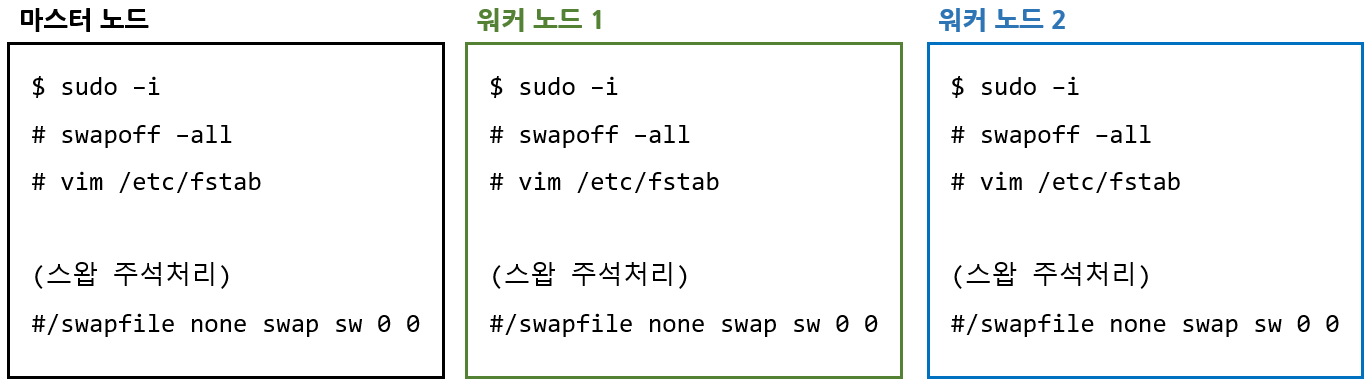 마스터 노드
$ sudo –i
# swapoff –all
# vim /etc/fstab
(스왑 주석처리)
#/swapfile none swap sw 0 0
워커 노드 1
$ sudo –i
# swapoff –all
# vim /etc/fstab
(스왑 주석처리)
#/swapfile none swap sw 0 0
워커 노드 2
$ sudo –i
# swapoff –all
# vim /etc/fstab
(스왑 주석처리)
#/swapfile none swap sw 0 0